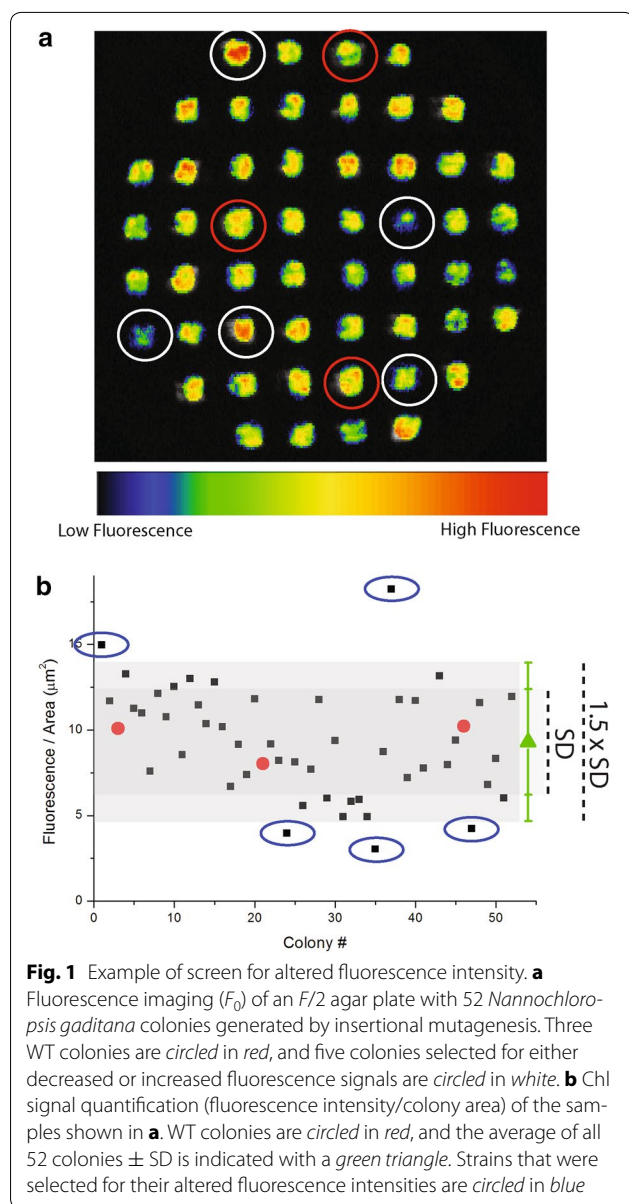 a
Low Fluorescence
High Fluorescence
b
15
10
5
0
Fluorescence / Area (μm²)
0
10
20
30
40
50
Colony #
SD
1.5 x SD
Fig. 1 Example of screen for altered fluorescence intensity. a
Fluorescence imaging (F₀) of an F/2 agar plate with 52 Nannochloro-
psis gaditana colonies generated by insertional mutagenesis. Three
WT colonies are circled in red, and five colonies selected for either
decreased or increased fluorescence signals are circled in white. b Chl
signal quantification (fluorescence intensity/colony area) of the sam-
ples shown in a. WT colonies are circled in red, and the average of all
52 colonies ± SD is indicated with a green triangle. Strains that were
selected for their altered fluorescence intensities are circled in blue